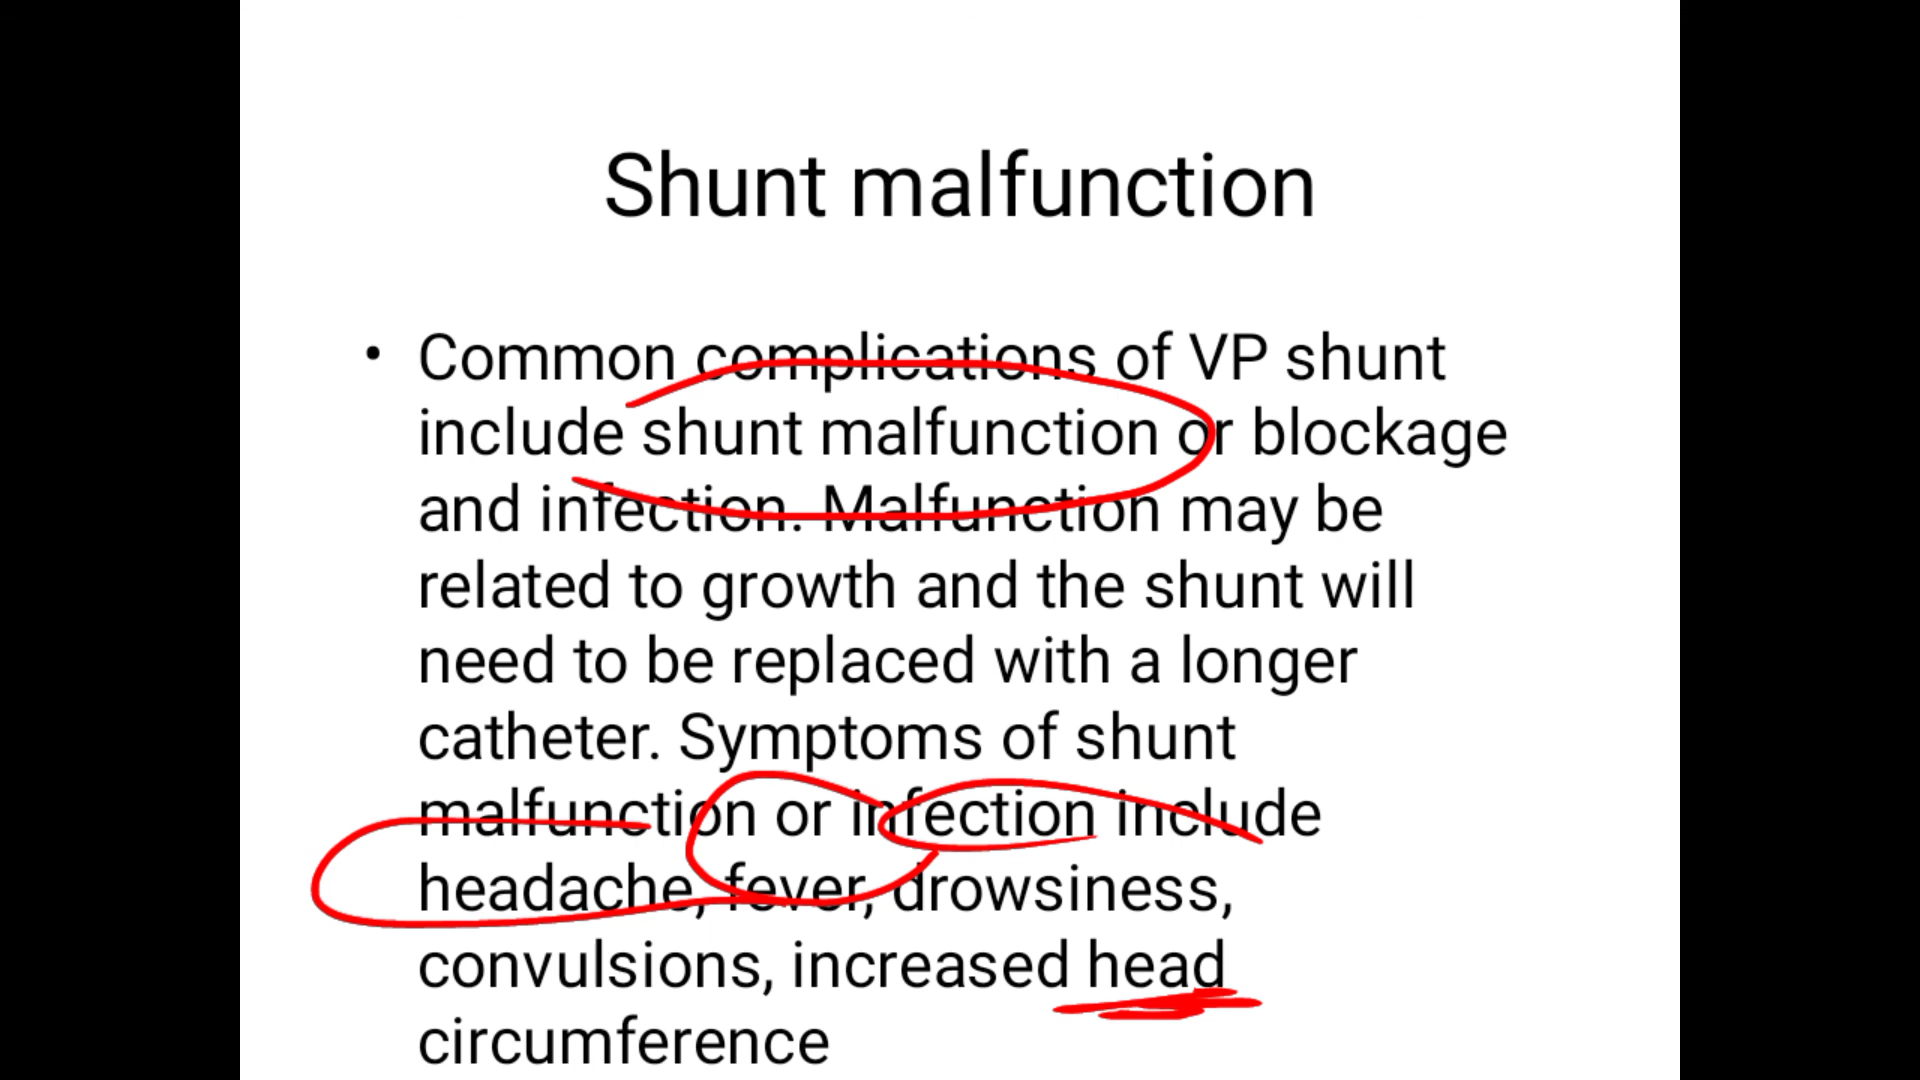 Shunt malfunction
• Common complications of VP shunt
include shunt malfunction or blockage
and infection. Malfunction may be
related to growth and the shunt will
need to be replaced with a longer
catheter. Symptoms of shunt
malfunction or infection include
headache, fever, drowsiness,
convulsions, increased head
circumference